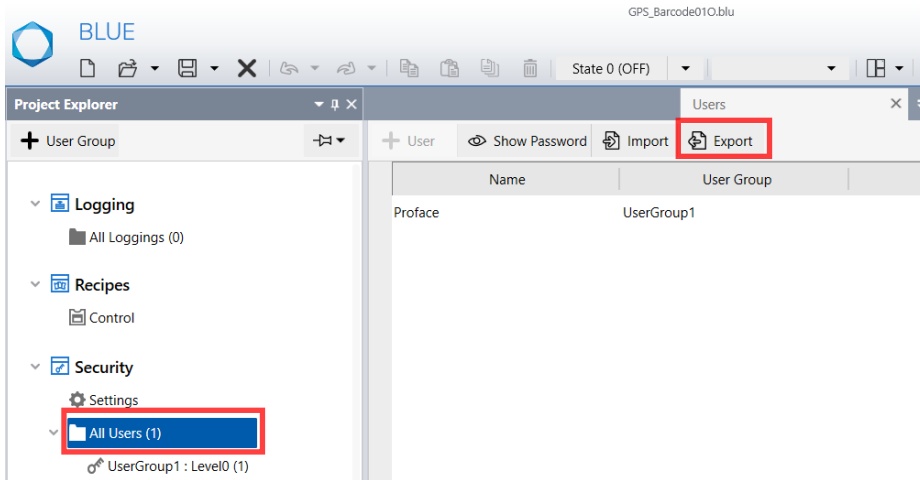 GPS_Barcode01O.blu
BLUE
State 0 (OFF)
Project Explorer
Users
User Group
User
Show Password
Import
Export
Name
User Group
Proface
UserGroup1
Logging
All Loggings (0)
Recipes
Control
Security
Settings
All Users (1)
UserGroup1 : Level0 (1)